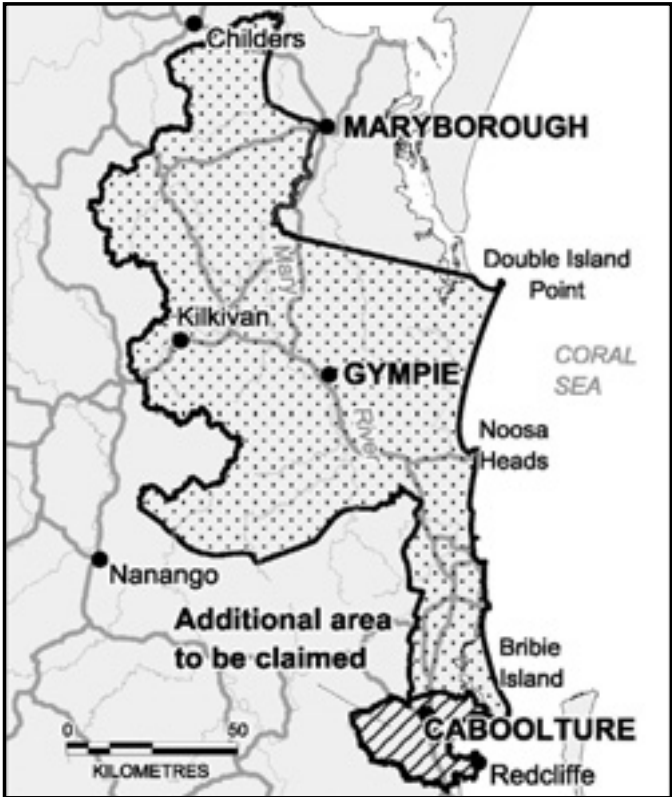 Childers
MARYBOROUGH
Double Island
Point
Mary
Kilkivan
CORAL
SEA
GYMPIE
River
Noosa
Heads
Nanango
Additional area
to be claimed
Bribie
Island
CABOOLTURE
0 50
KILOMETRES
Redcliffe